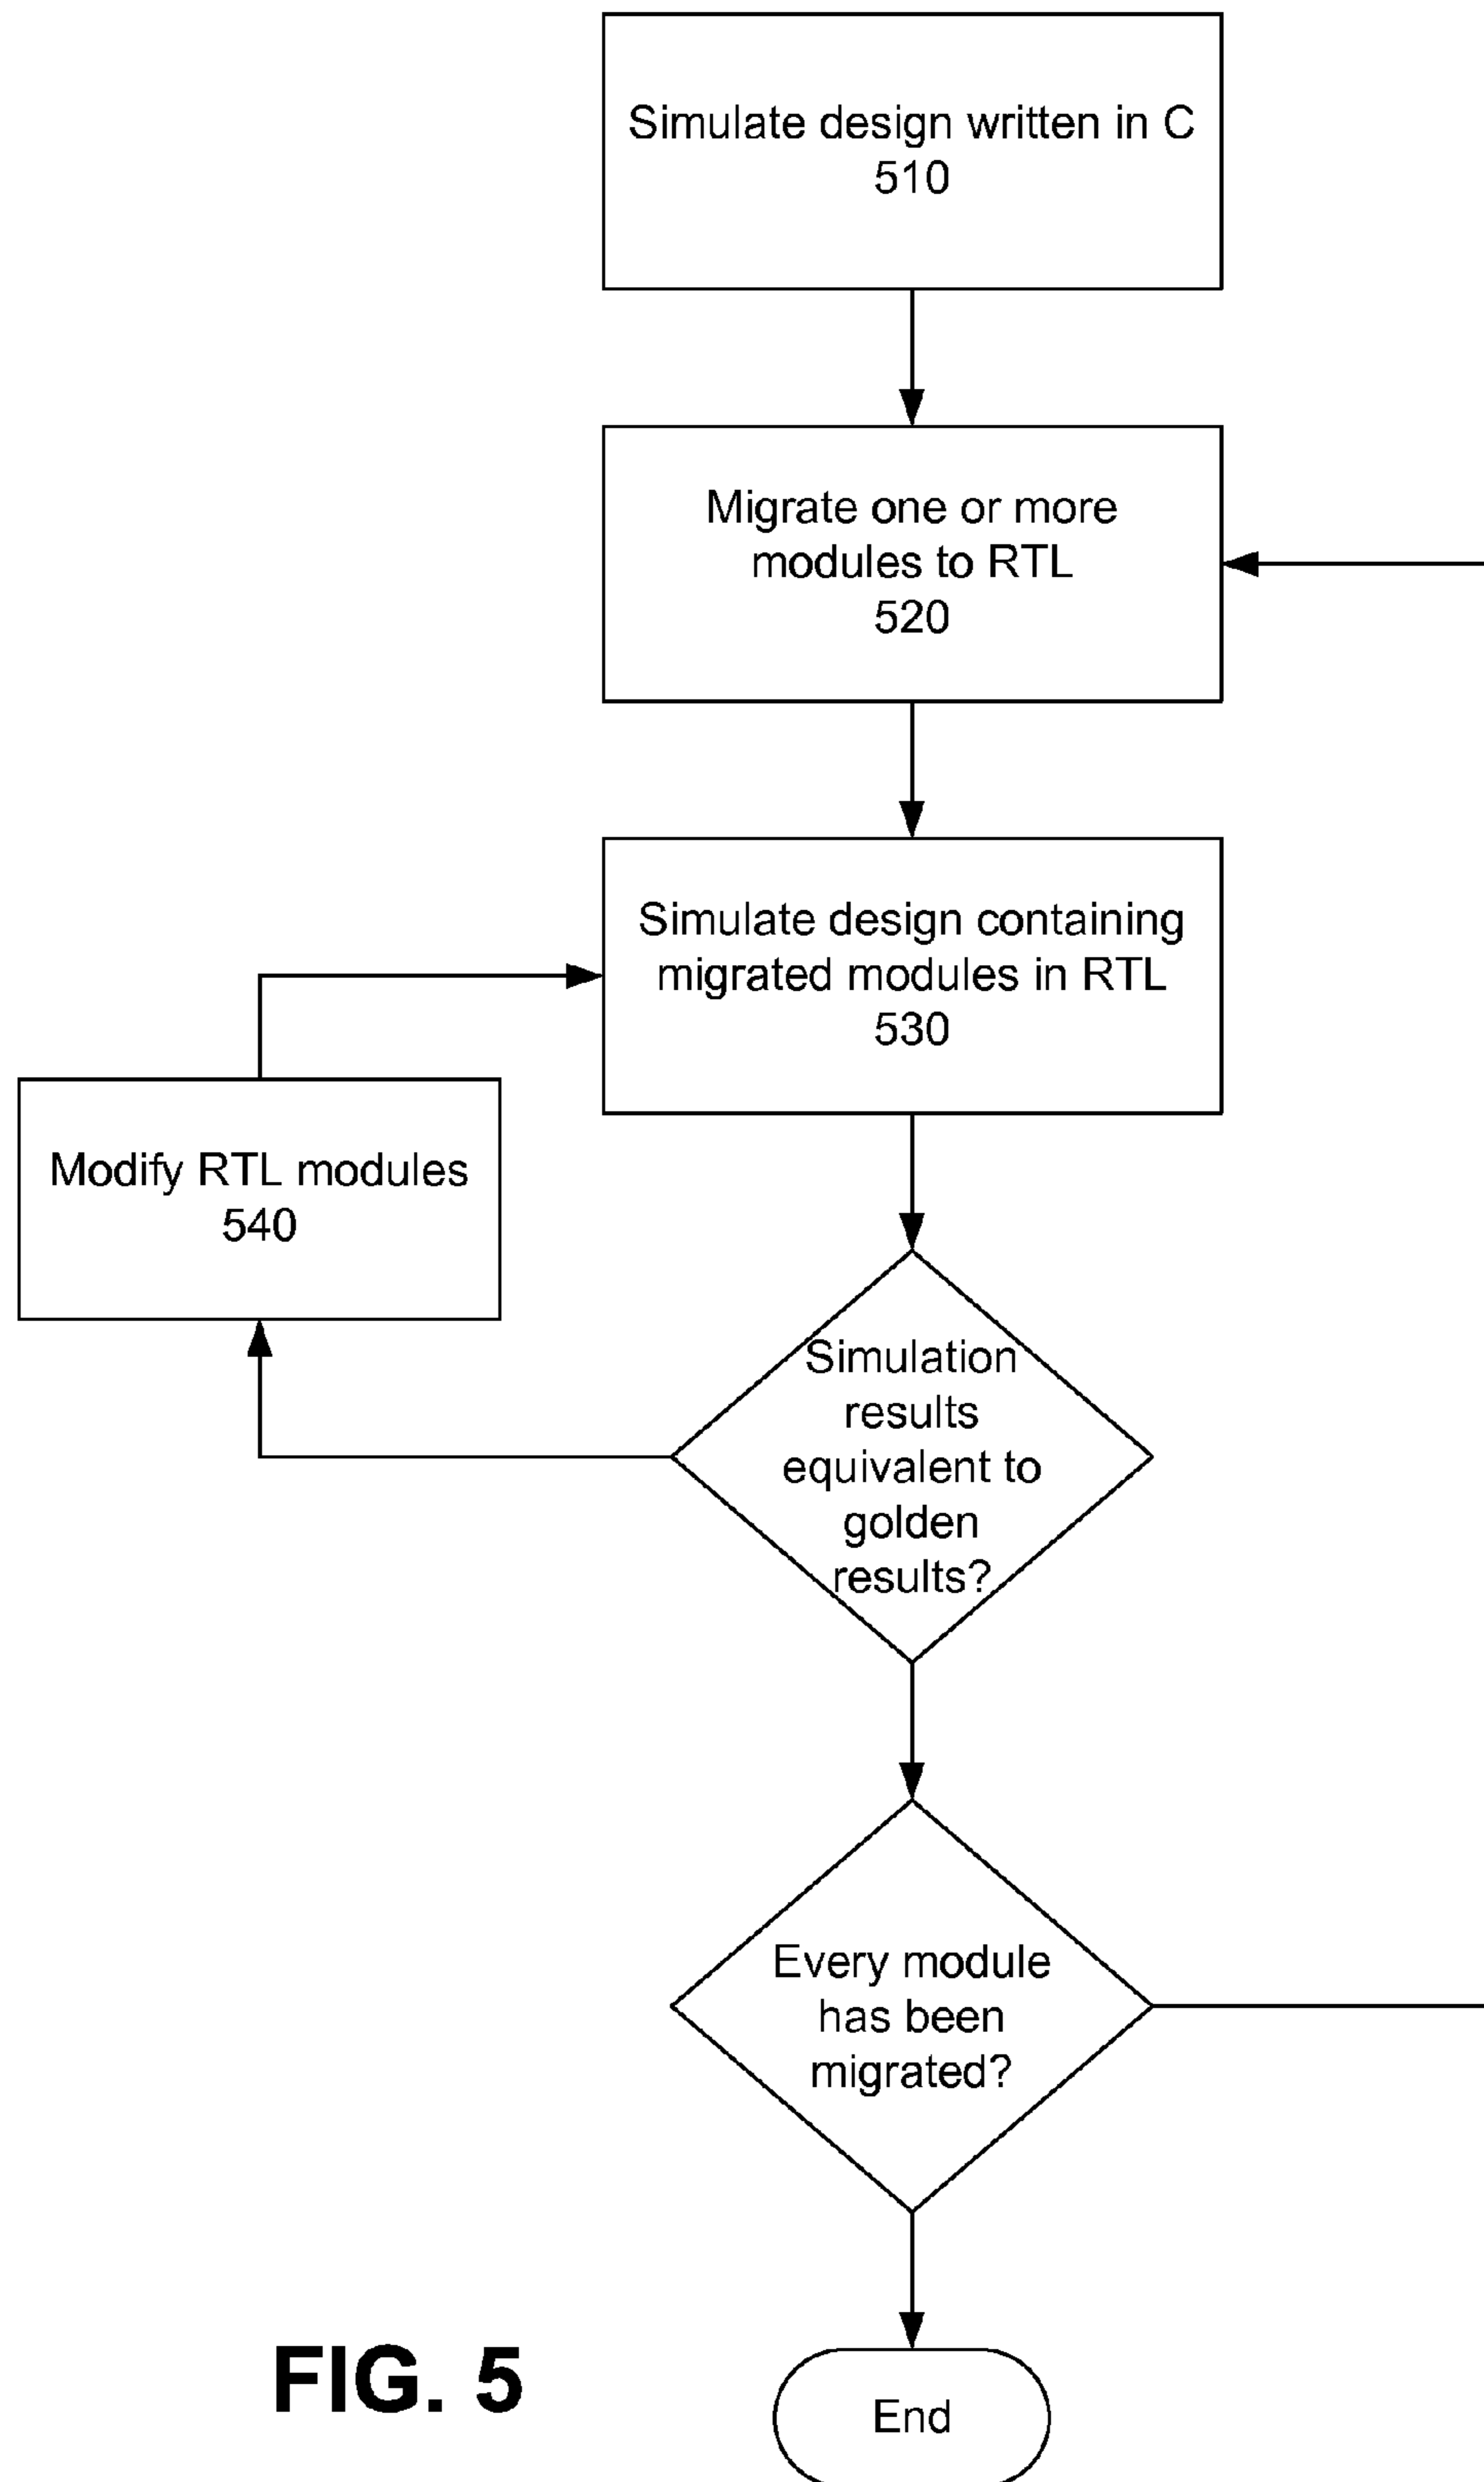 Simulate design written in C
510
Migrate one or more
modules to RTL
520
Simulate design containing
migrated modules in RTL
530
Modify RTL modules
540
Simulation
results
equivalent to
golden
results?
Every module
has been
migrated?
End
FIG. 5